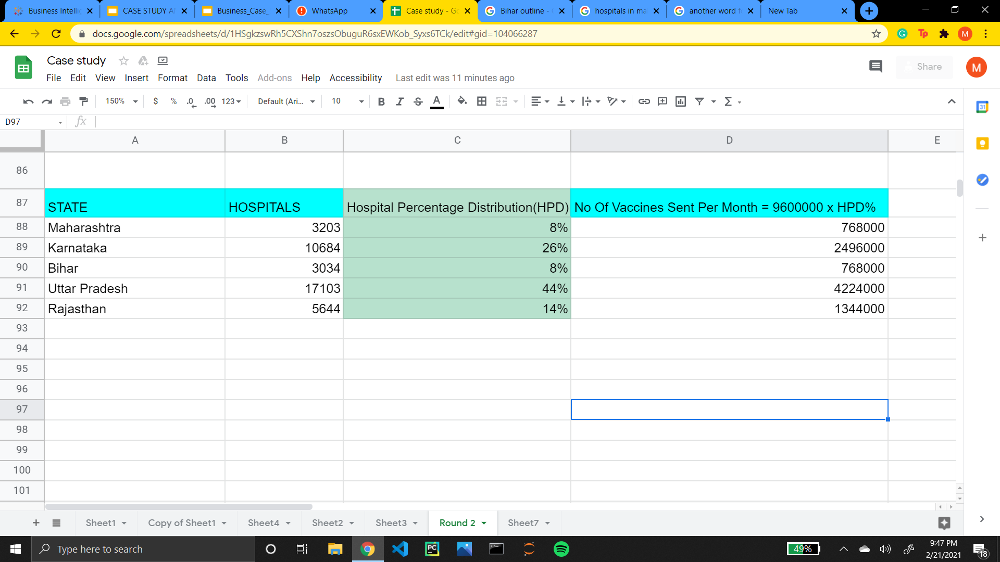 Business Intellig
CASE STUDY A
Business_Case_
WhatsApp
Case study - Go
Bihar outline -
hospitals in ma
another word f
New Tab
docs.google.com/spreadsheets/d/1HSgkzswRh5CXShn7oszsObuguR6sxEWKob_Syxs6TCk/edit#gid=104066287
Case study
Share
M
File Edit View Insert Format Data Tools Add-ons Help Accessibility Last edit was 11 minutes ago
150% $ % .0 .00 123 Default (Ari... 10 B I S A
D97 fx
A B C D E
86
87 STATE HOSPITALS Hospital Percentage Distribution(HPD) No Of Vaccines Sent Per Month = 9600000 x HPD%
88 Maharashtra 3203 8% 768000
89 Karnataka 10684 26% 2496000
90 Bihar 3034 8% 768000
91 Uttar Pradesh 17103 44% 4224000
92 Rajasthan 5644 14% 1344000
93
94
95
96
97
98
99
100
101
Sheet1 Copy of Sheet1 Sheet4 Sheet2 Sheet3 Round 2 Sheet7
Type here to search
49%
9:47 PM
2/21/2021
18